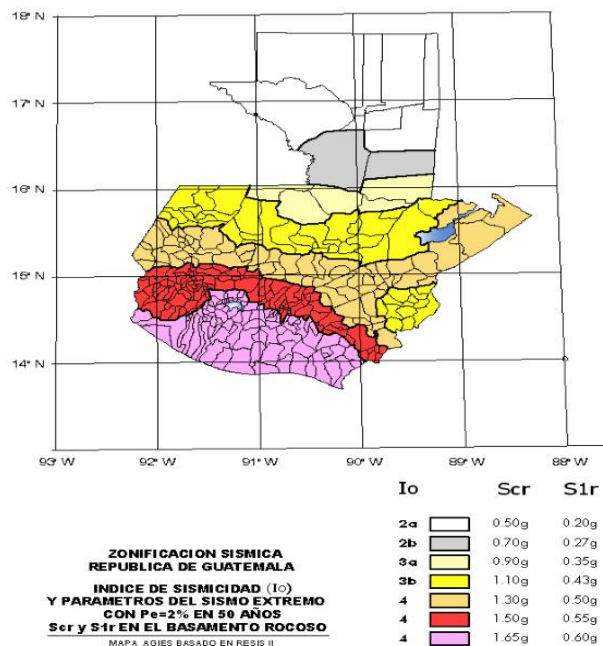 18° N
17° N
16° N
15° N
14° N
93° W 92° W 91° W 90° W 89° W 88° W
Io Scr S1r
2a 0.50g 0.20g
2b 0.70g 0.27g
3a 0.90g 0.35g
3b 1.10g 0.43g
4 1.30g 0.50g
4 1.50g 0.55g
4 1.65g 0.60g
ZONIFICACION SISMICA
REPUBLICA DE GUATEMALA
INDICE DE SISMICIDAD (Io)
Y PARAMETROS DEL SISMO EXTREMO
CON Pe=2% EN 50 AÑOS
Scr y S1r EN EL BASAMENTO ROCOSO
MAPA AGIES BASADO EN RESIS II